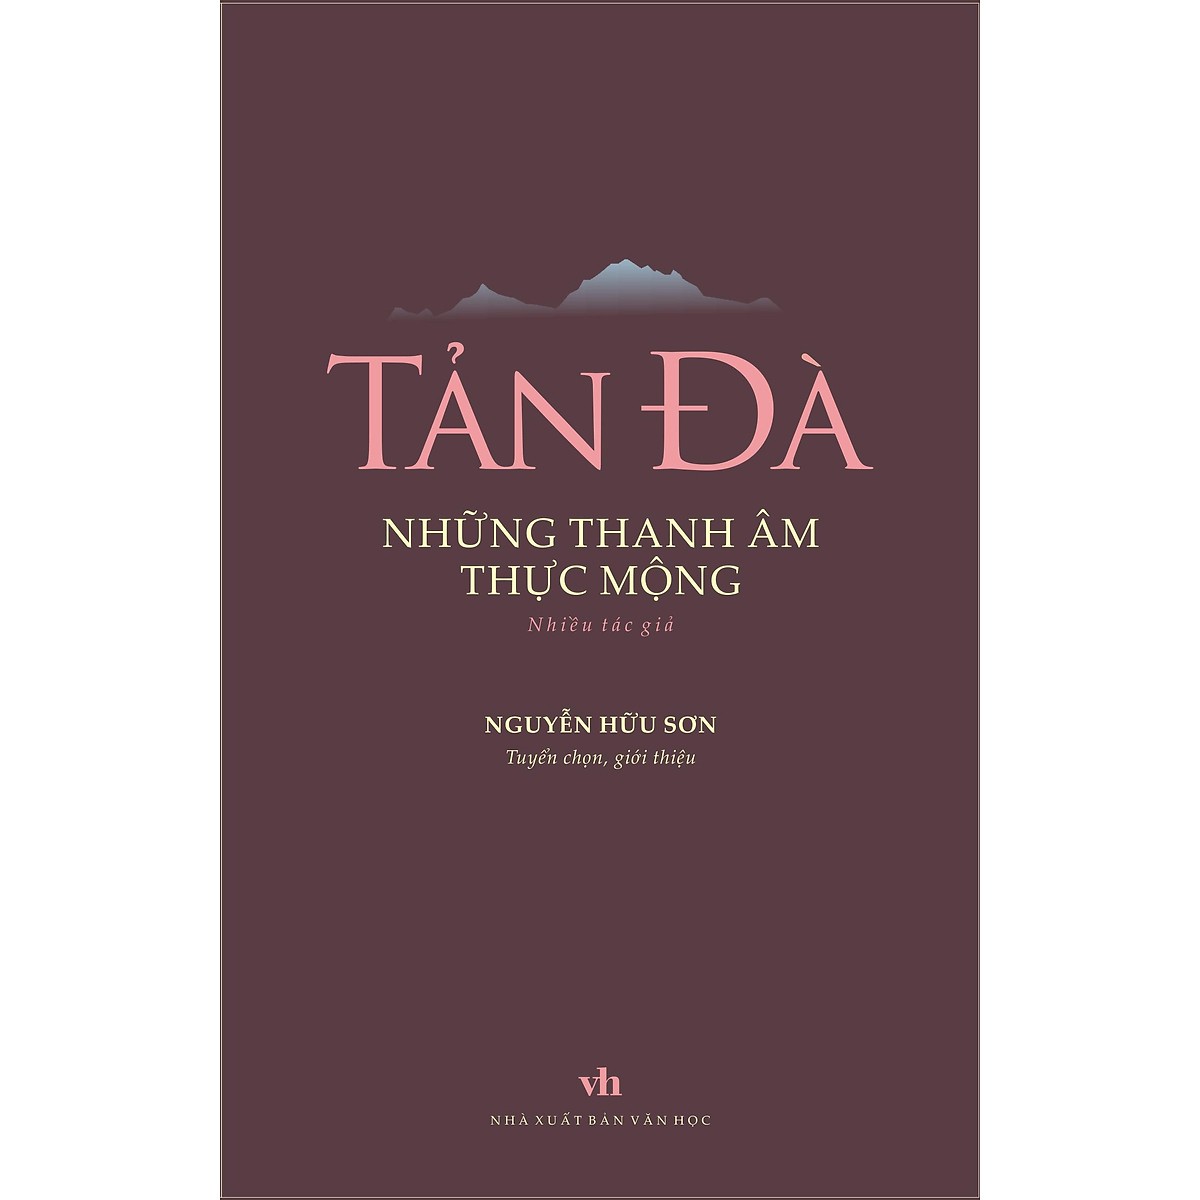 TẢN ĐÀ
NHỮNG THANH ÂM
THỰC MỘNG
Nhiều tác giả
NGUYỄN HỮU SƠN
Tuyển chọn, giới thiệu
vh
NHÀ XUẤT BẢN VĂN HỌC